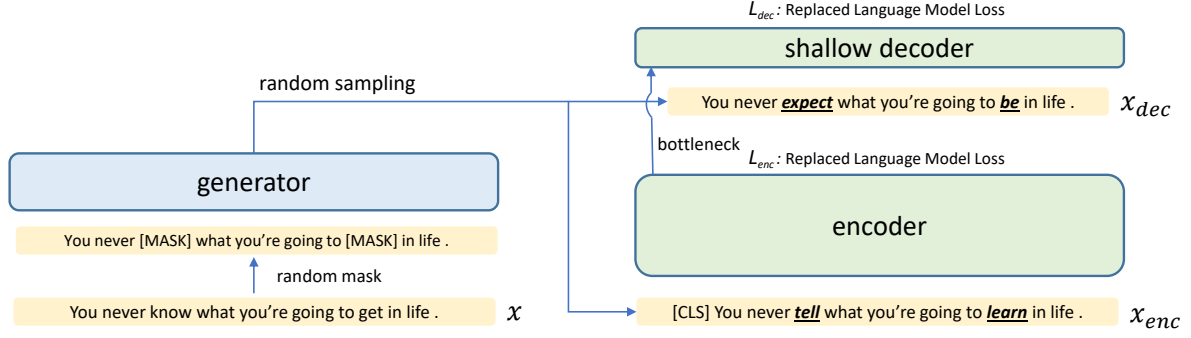 L_dec : Replaced Language Model Loss
shallow decoder
random sampling
You never expect what you’re going to be in life .
x_dec
bottleneck
L_enc : Replaced Language Model Loss
generator
encoder
You never [MASK] what you’re going to [MASK] in life .
random mask
You never know what you’re going to get in life .
x
[CLS] You never tell what you’re going to learn in life .
x_enc